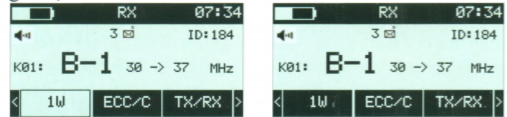 RX 07:34
3 ID:184
K01: B-1 30 -> 37 MHz
< 1W ECC/C TX/RX >
RX 07:34
3 ID:184
K01: B-1 30 -> 37 MHz
< 1W ECC/C TX/RX >